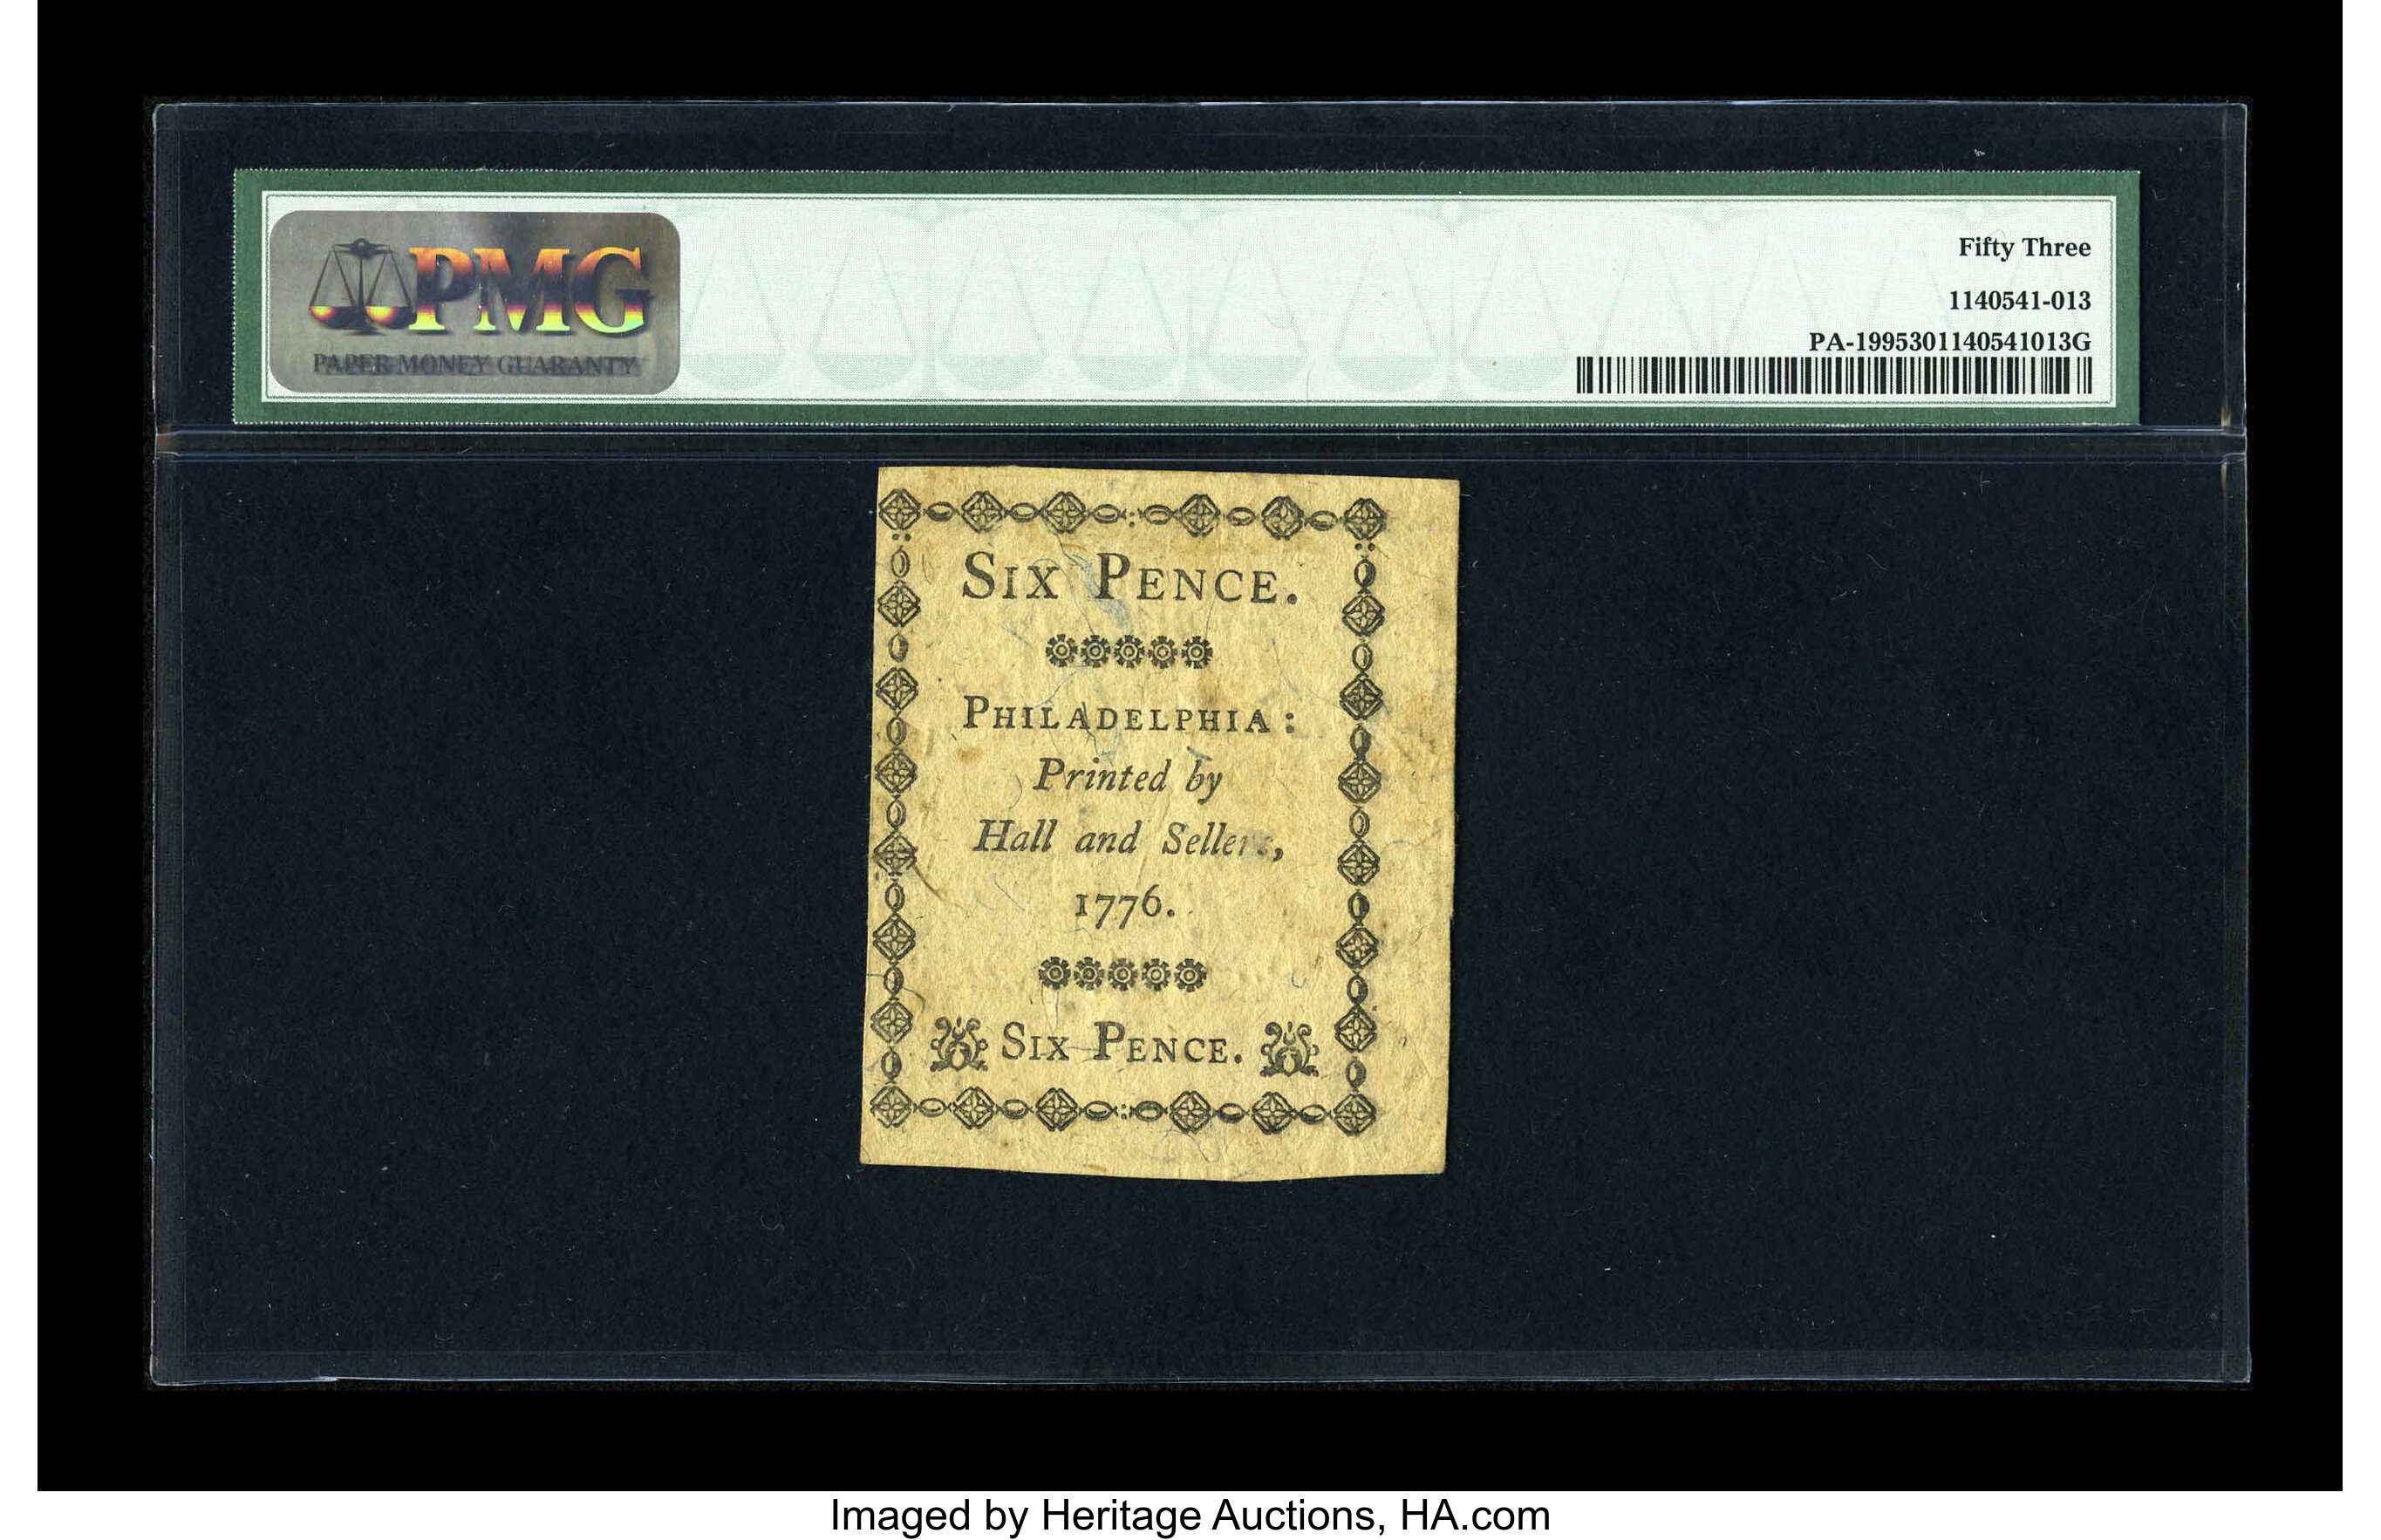 PMG
PAPER MONEY GUARANTY
Fifty Three
1140541-013
PA-1995301140541013G
SIX PENCE.
PHILADELPHIA:
Printed by
Hall and Sellers,
1776.
SIX PENCE.
Imaged by Heritage Auctions, HA.com